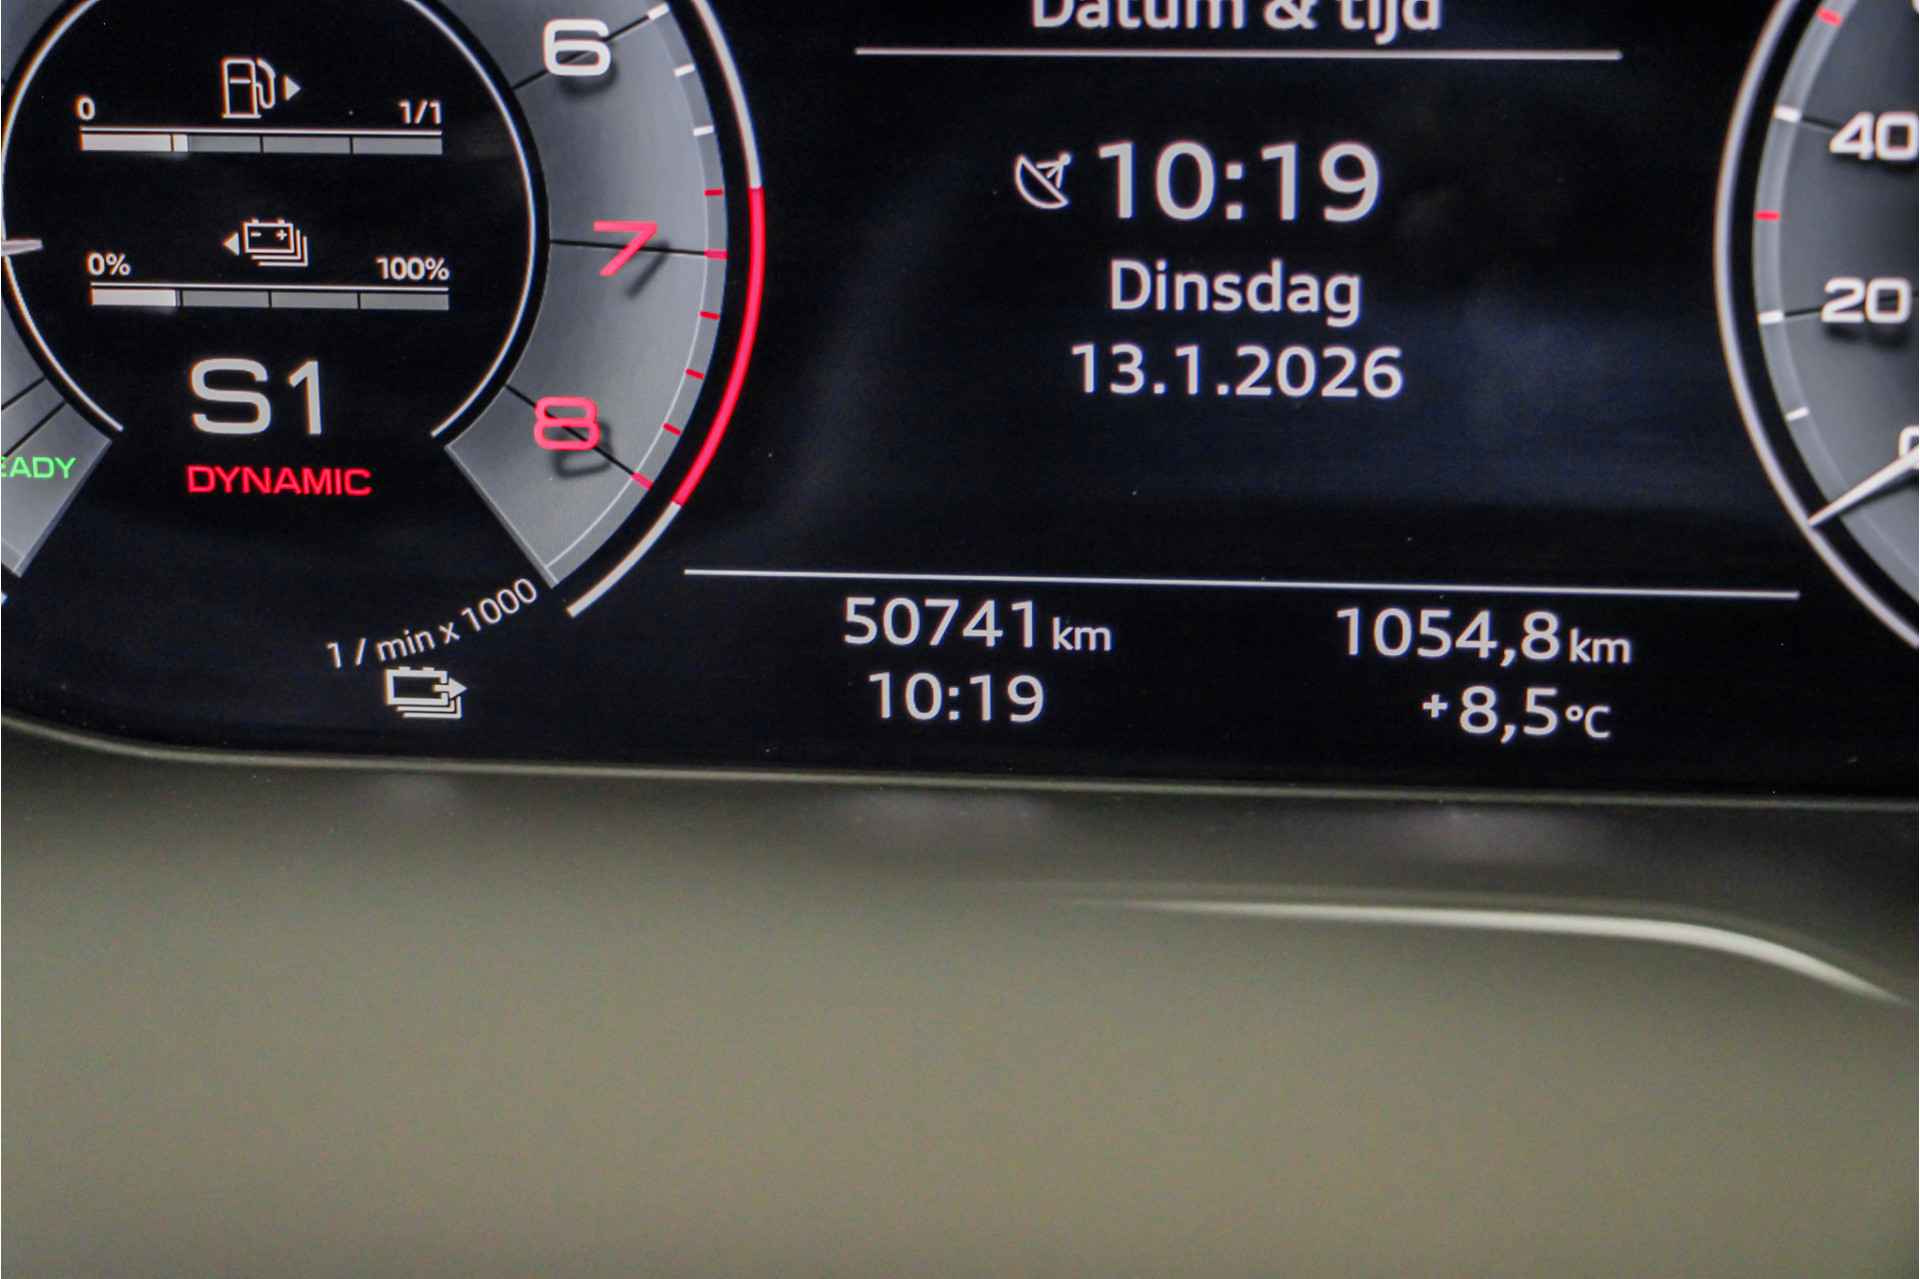 0 1/1
0% 100%
S1
DYNAMIC
EADY
6
7
8
1 / min x 1000
Datum & tijd
10:19
Dinsdag
13.1.2026
50741 km
1054,8 km
10:19
+8,5 °C
40
20
0